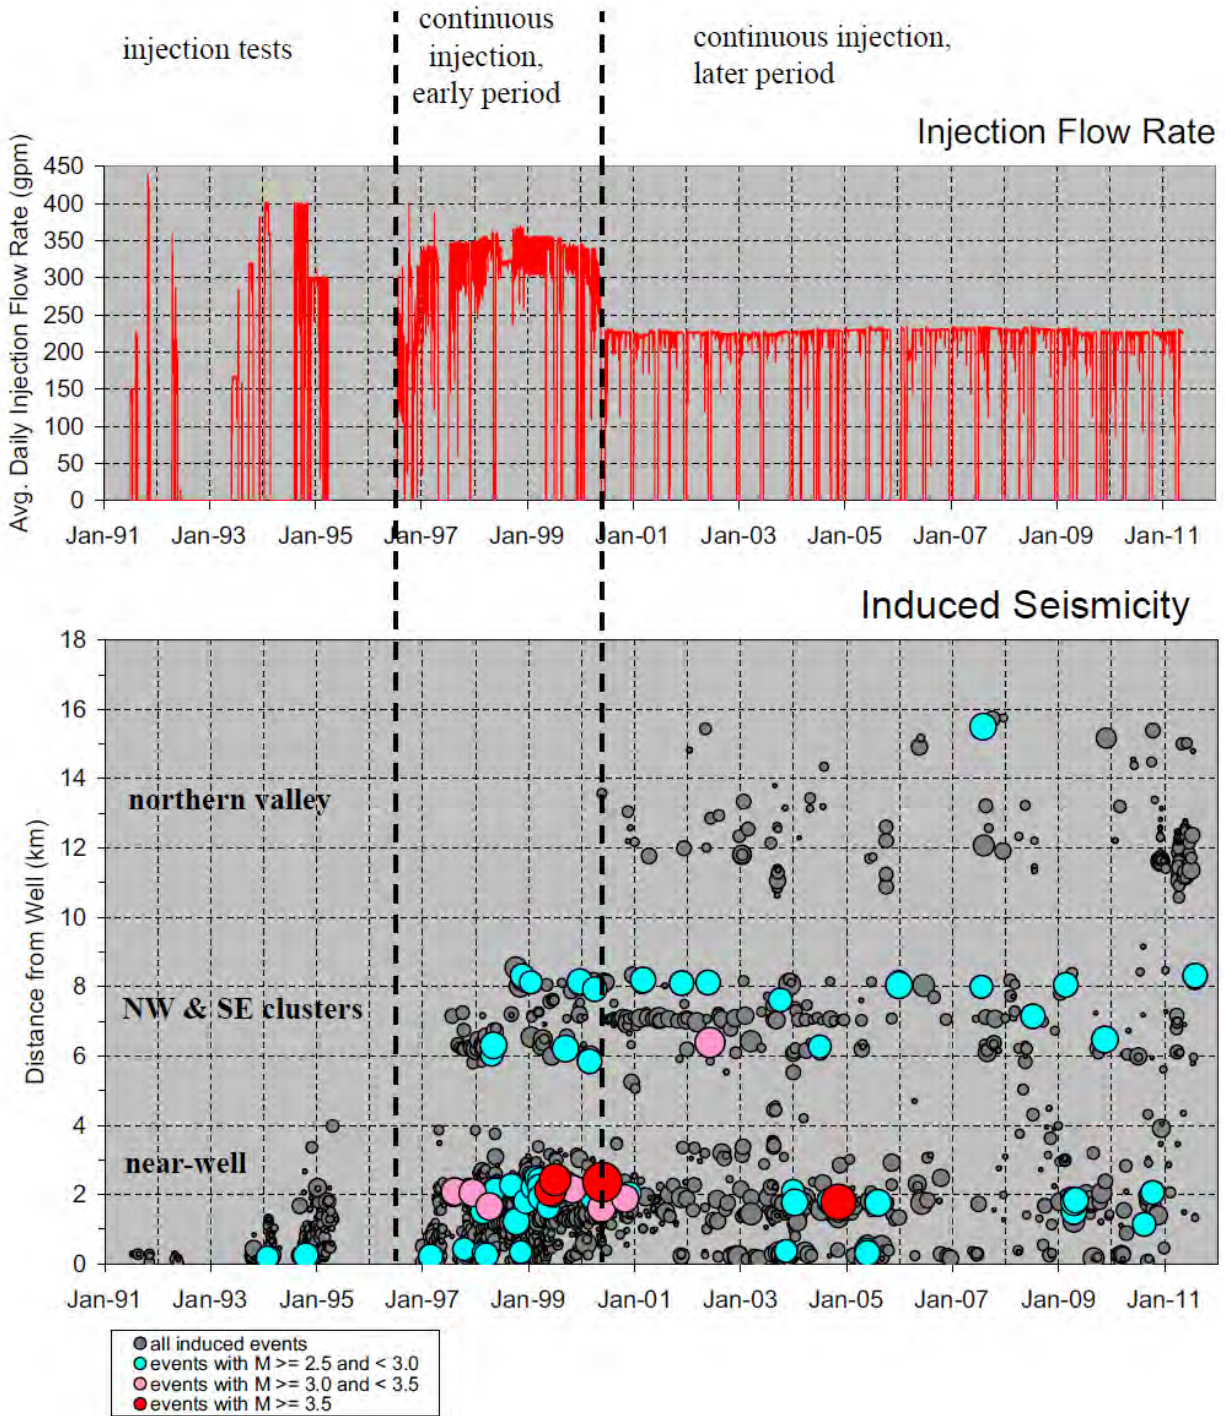 injection tests
continuous
injection,
early period
continuous injection,
later period
Injection Flow Rate
Avg. Daily Injection Flow Rate (gpm)
450
400
350
300
250
200
150
100
50
0
Jan-91 Jan-93 Jan-95 Jan-97 Jan-99 Jan-01 Jan-03 Jan-05 Jan-07 Jan-09 Jan-11
Induced Seismicity
Distance from Well (km)
18
16
14
northern valley
12
10
8
NW & SE clusters
6
4
near-well
2
0
Jan-91 Jan-93 Jan-95 Jan-97 Jan-99 Jan-01 Jan-03 Jan-05 Jan-07 Jan-09 Jan-11
all induced events
events with M >= 2.5 and < 3.0
events with M >= 3.0 and < 3.5
events with M >= 3.5